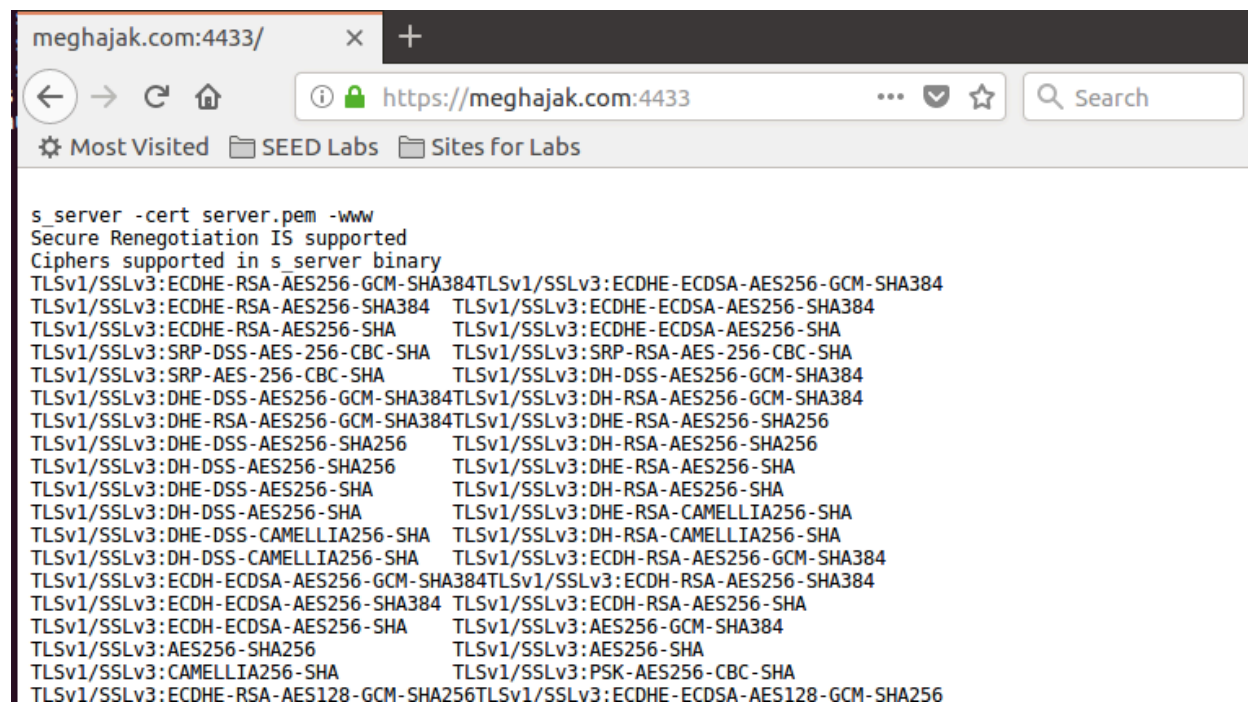 meghajak.com:4433/
https://meghajak.com:4433
Search
Most Visited SEED Labs Sites for Labs
s_server -cert server.pem -www
Secure Renegotiation IS supported
Ciphers supported in s_server binary
TLSv1/SSLv3:ECDHE-RSA-AES256-GCM-SHA384TLSv1/SSLv3:ECDHE-ECDSA-AES256-GCM-SHA384
TLSv1/SSLv3:ECDHE-RSA-AES256-SHA384 TLSv1/SSLv3:ECDHE-ECDSA-AES256-SHA384
TLSv1/SSLv3:ECDHE-RSA-AES256-SHA TLSv1/SSLv3:ECDHE-ECDSA-AES256-SHA
TLSv1/SSLv3:SRP-DSS-AES-256-CBC-SHA TLSv1/SSLv3:SRP-RSA-AES-256-CBC-SHA
TLSv1/SSLv3:SRP-AES-256-CBC-SHA TLSv1/SSLv3:DH-DSS-AES256-GCM-SHA384
TLSv1/SSLv3:DHE-DSS-AES256-GCM-SHA384TLSv1/SSLv3:DH-RSA-AES256-GCM-SHA384
TLSv1/SSLv3:DHE-RSA-AES256-GCM-SHA384TLSv1/SSLv3:DHE-RSA-AES256-SHA256
TLSv1/SSLv3:DHE-DSS-AES256-SHA256 TLSv1/SSLv3:DH-RSA-AES256-SHA256
TLSv1/SSLv3:DH-DSS-AES256-SHA256 TLSv1/SSLv3:DHE-RSA-AES256-SHA
TLSv1/SSLv3:DHE-DSS-AES256-SHA TLSv1/SSLv3:DH-RSA-AES256-SHA
TLSv1/SSLv3:DH-DSS-AES256-SHA TLSv1/SSLv3:DHE-RSA-CAMELLIA256-SHA
TLSv1/SSLv3:DHE-DSS-CAMELLIA256-SHA TLSv1/SSLv3:DH-RSA-CAMELLIA256-SHA
TLSv1/SSLv3:DH-DSS-CAMELLIA256-SHA TLSv1/SSLv3:ECDH-RSA-AES256-GCM-SHA384
TLSv1/SSLv3:ECDH-ECDSA-AES256-GCM-SHA384TLSv1/SSLv3:ECDH-RSA-AES256-SHA384
TLSv1/SSLv3:ECDH-ECDSA-AES256-SHA384 TLSv1/SSLv3:ECDH-RSA-AES256-SHA
TLSv1/SSLv3:ECDH-ECDSA-AES256-SHA TLSv1/SSLv3:AES256-GCM-SHA384
TLSv1/SSLv3:AES256-SHA256 TLSv1/SSLv3:AES256-SHA
TLSv1/SSLv3:CAMELLIA256-SHA TLSv1/SSLv3:PSK-AES256-CBC-SHA
TLSv1/SSLv3:ECDHE-RSA-AES128-GCM-SHA256TLSv1/SSLv3:ECDHE-ECDSA-AES128-GCM-SHA256